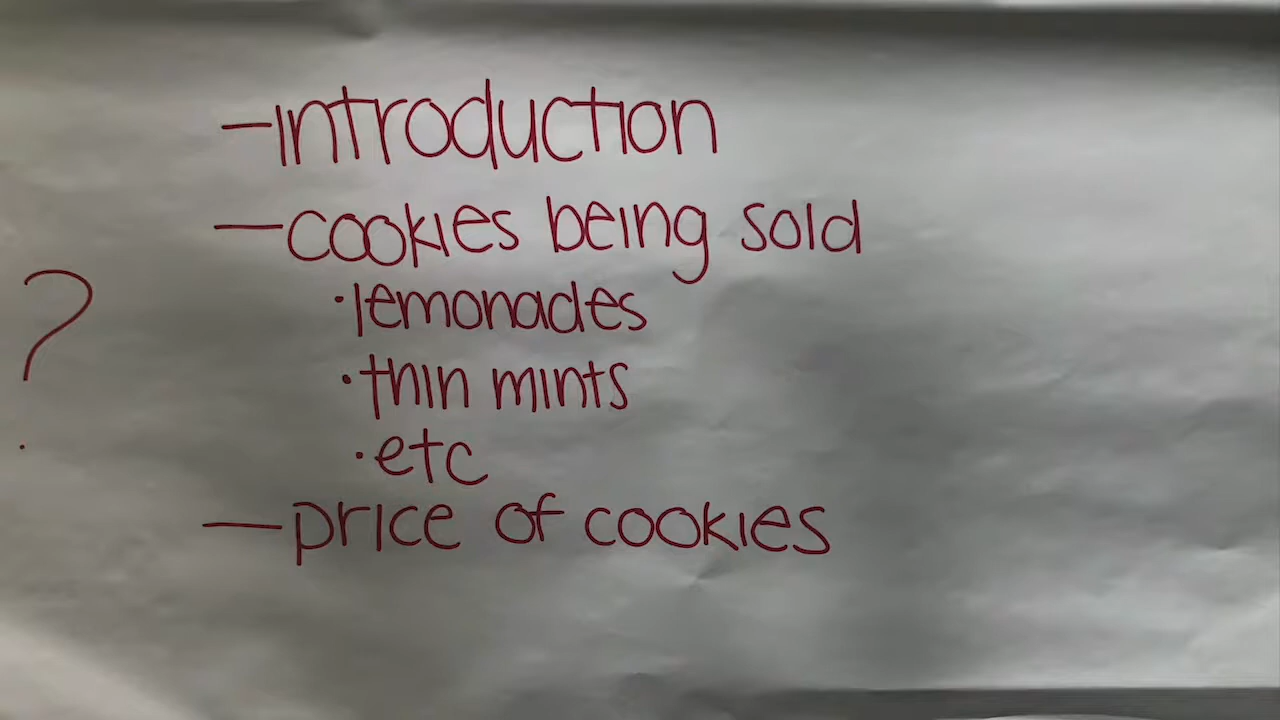 -introduction
-cookies being sold
•lemonades
?
•thin mints
•etc
-price of cookies